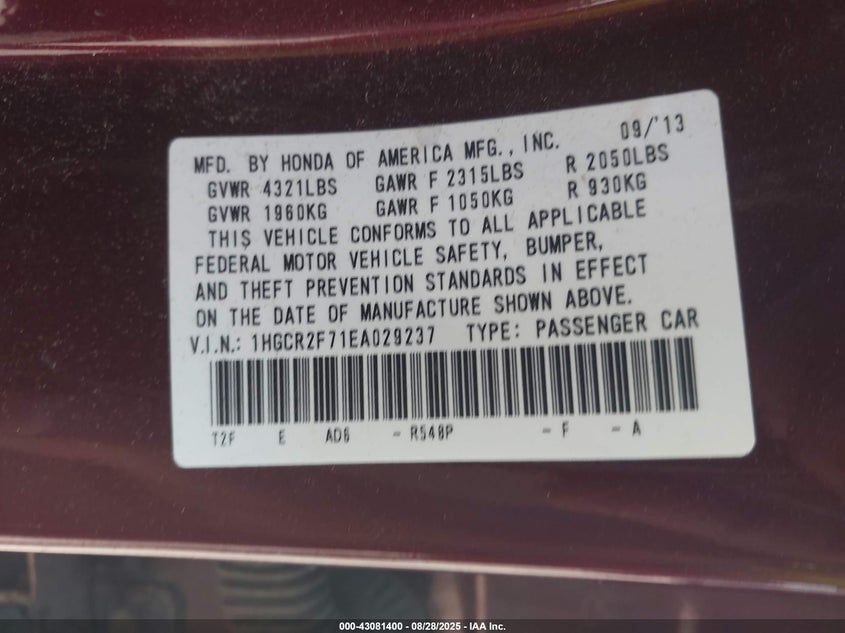 09/'13
MFD. BY HONDA OF AMERICA MFG., INC.
GVWR 4321LBS GAWR F 2315LBS R 2050LBS
GVWR 1960KG GAWR F 1050KG R 930KG
THIS VEHICLE CONFORMS TO ALL APPLICABLE
FEDERAL MOTOR VEHICLE SAFETY, BUMPER,
AND THEFT PREVENTION STANDARDS IN EFFECT
ON THE DATE OF MANUFACTURE SHOWN ABOVE.
V.I.N.: 1HGCR2F71EA029237 TYPE: PASSENGER CAR
T2F E AD6 - R548P - F - A
000-43081400 - 08/28/2025 - IAA Inc.